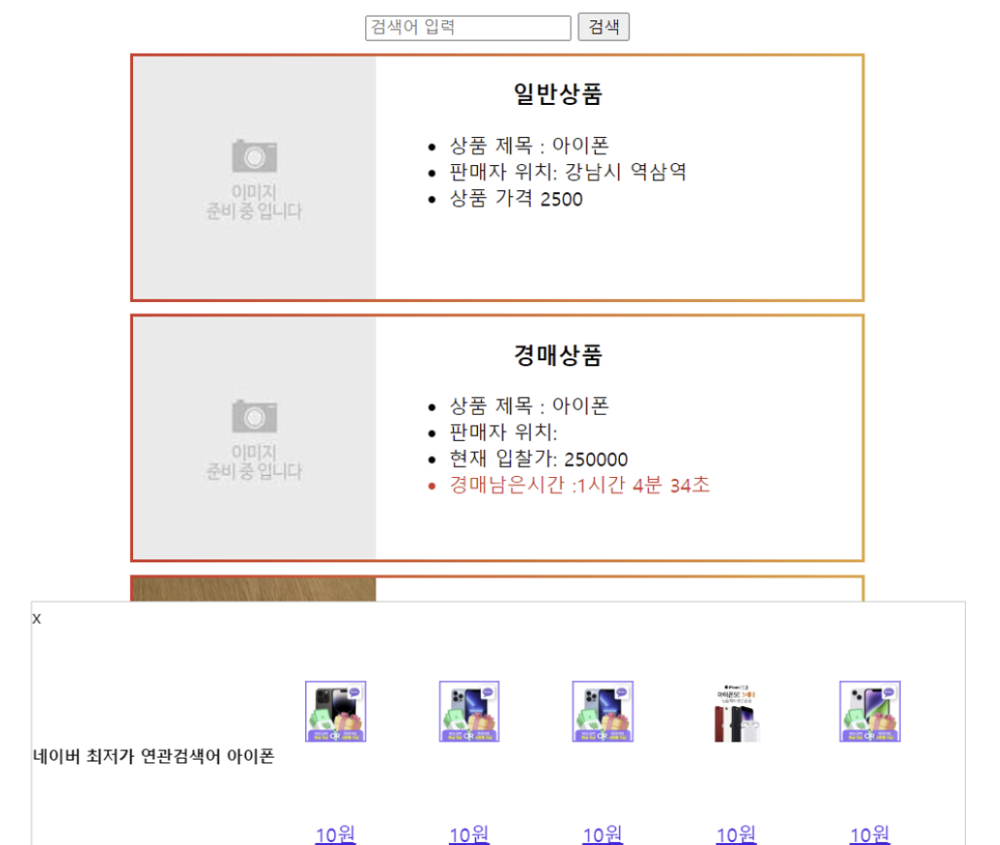 검색어 입력 검색
일반상품
이미지
준비 중 입니다
상품 제목 : 아이폰
판매자 위치: 강남시 역삼역
상품 가격 2500
경매상품
이미지
준비 중 입니다
상품 제목 : 아이폰
판매자 위치:
현재 입찰가: 250000
경매남은시간 :1시간 4분 34초
x
네이버 최저가 연관검색어 아이폰
10원 10원 10원 10원 10원